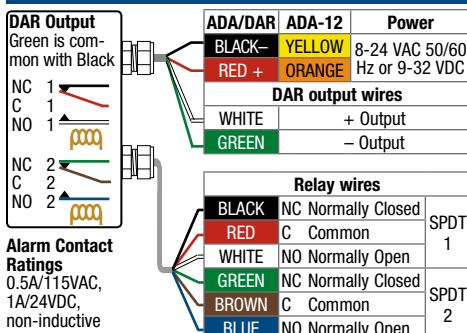 DAR Output
Green is com-
mon with Black
NC 1
C 1
NO 1
NC 2
C 2
NO 2
Alarm Contact
Ratings
0.5A/115VAC,
1A/24VDC,
non-inductive
ADA/DAR ADA-12 Power
BLACK– YELLOW 8-24 VAC 50/60
RED + ORANGE Hz or 9-32 VDC
DAR output wires
WHITE + Output
GREEN – Output
Relay wires
BLACK NC Normally Closed
RED C Common
WHITE NO Normally Open
SPDT
1
GREEN NC Normally Closed
BROWN C Common
BLUE NO Normally Open
SPDT
2